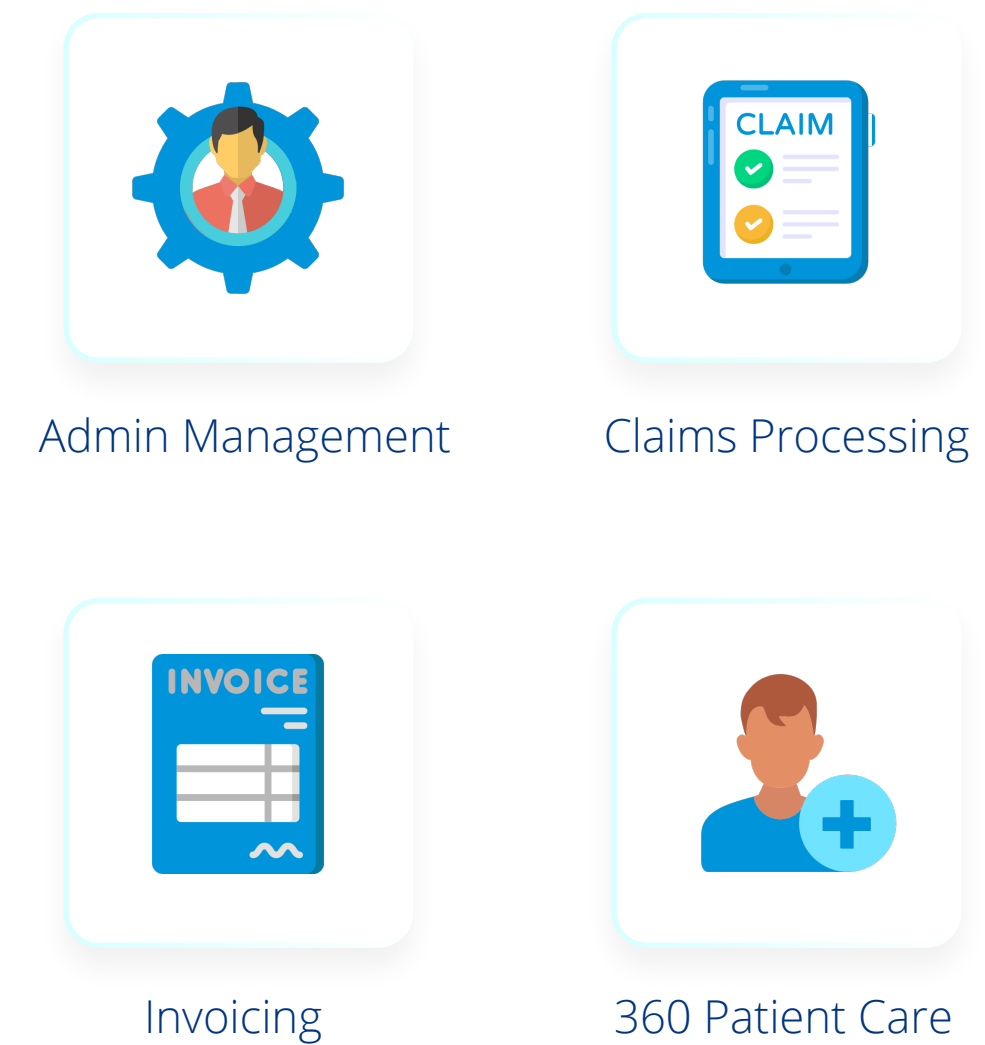 CLAIM
Admin Management
Claims Processing
INVOICE
Invoicing
360 Patient Care